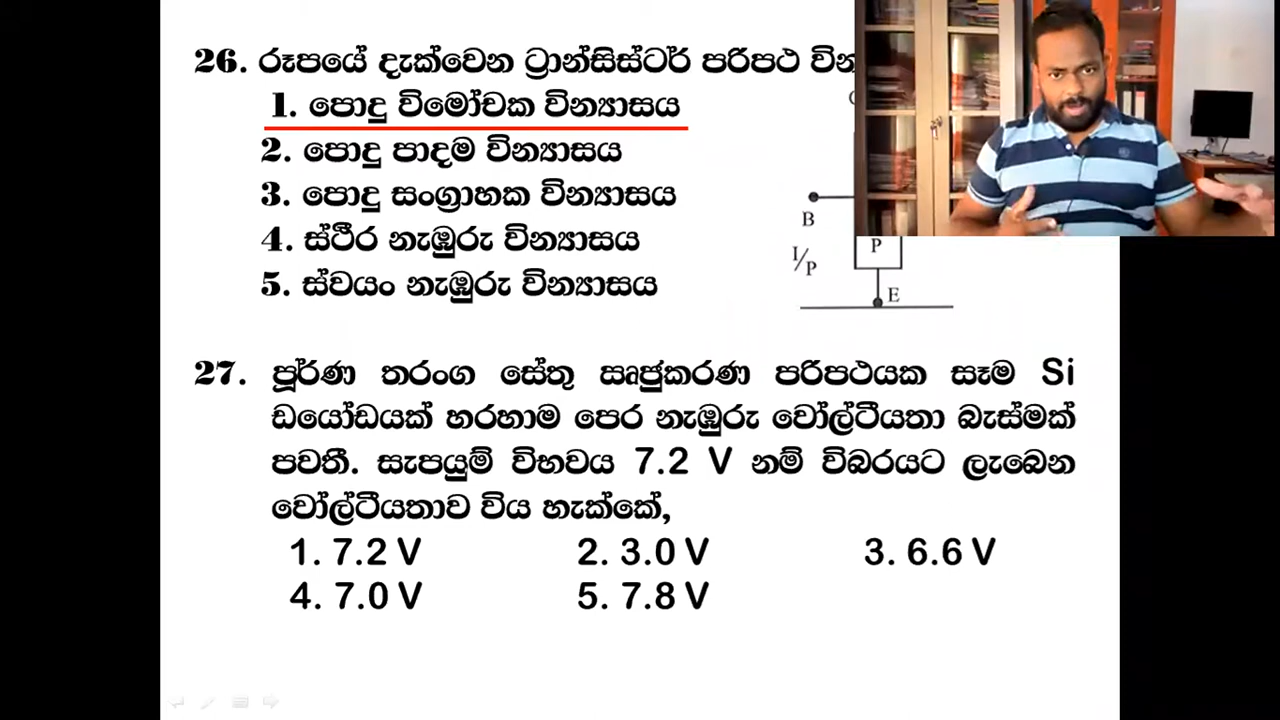 26. රූපයේ දැක්වෙන ට්‍රාන්සිස්ටර් පරිපථ
1. පොදු විමෝචක වින්‍යාසය
2. පොදු පාදම වින්‍යාසය
3. පොදු සංග්‍රාහක වින්‍යාසය
4. ස්ථීර නැඹුරු වින්‍යාසය
5. ස්වයං නැඹුරු වින්‍යාසය
B
I/P
P
E
27. පූර්ණ තරංග සේතු ඍජුකරණ පරිපථයක සෑම Si
ඩයෝඩයක් හරහාම පෙර නැඹුරු වෝල්ටීයතා බැස්මක්
පවතී. සැපයුම් විභවය 7.2 V නම් විබරයට ලැබෙන
වෝල්ටීයතාව විය හැක්කේ,
1. 7.2 V 2. 3.0 V 3. 6.6 V
4. 7.0 V 5. 7.8 V